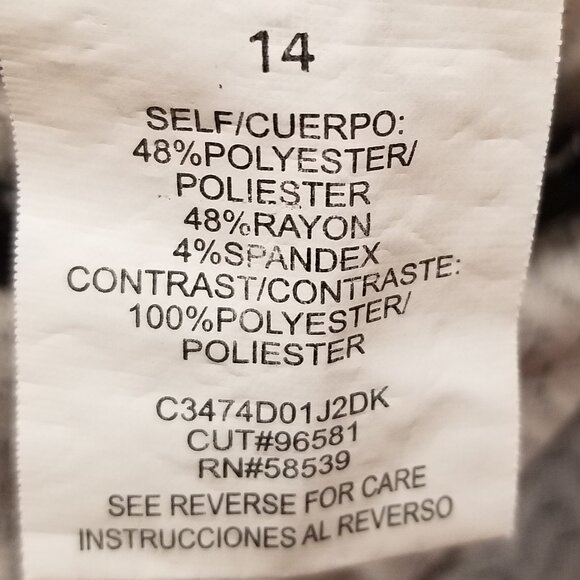 14
SELF/CUERPO:
48%POLYESTER/
POLIESTER
48%RAYON
4%SPANDEX
CONTRAST/CONTRASTE:
100%POLYESTER/
POLIESTER
C3474D01J2DK
CUT#96581
RN#58539
SEE REVERSE FOR CARE
INSTRUCCIONES AL REVERSO